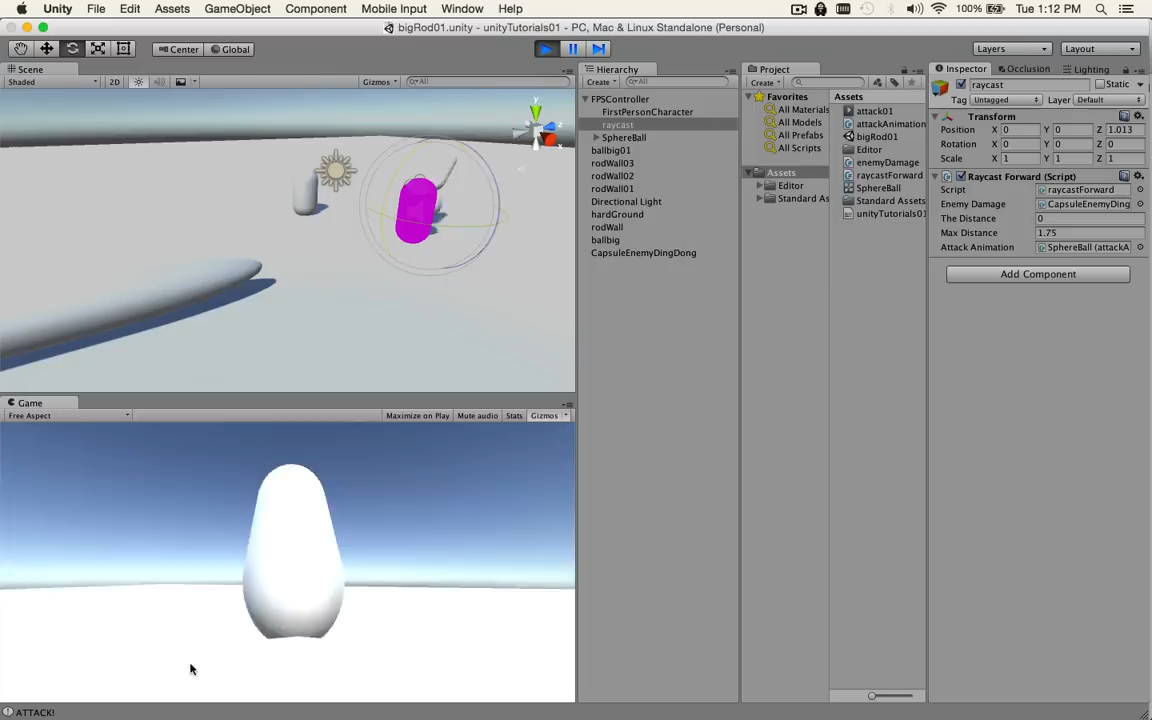 Unity File Edit Assets GameObject Component Mobile Input Window Help 100% Tue 1:12 PM
bigRod01.unity - unityTutorials01 - PC, Mac & Linux Standalone (Personal)
Center Global Layers Layout
Scene
Shaded 2D Gizmos All
y
z
Game
Free Aspect Maximize on Play Mute audio Stats Gizmos
Hierarchy
Create All
FPSController
FirstPersonCharacter
raycast
SphereBall
ballbig01
rodWall03
rodWall02
rodWall01
Directional Light
hardGround
rodWall
ballbig
CapsuleEnemyDingDong
Project
Create
Favorites
All Materials
All Models
All Prefabs
All Scripts
Assets
Editor
Standard As
Assets
attack01
attackAnimation
bigRod01
Editor
enemyDamage
raycastForward
SphereBall
Standard Assets
unityTutorials01
Inspector Occlusion Lighting
raycast Static
Tag Untagged Layer Default
Transform
Position X 0 Y 0 Z 1.013
Rotation X 0 Y 0 Z 0
Scale X 1 Y 1 Z 1
Raycast Forward (Script)
Script raycastForward
Enemy Damage CapsuleEnemyDing
The Distance 0
Max Distance 1.75
Attack Animation SphereBall (attackA
Add Component
ATTACK!